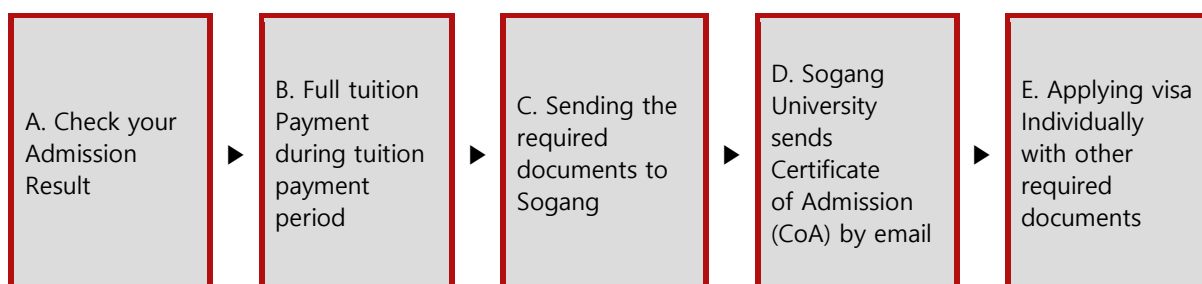 A. Check your
Admission
Result
B. Full tuition
Payment
during tuition
payment
period
C. Sending the
required
documents to
Sogang
D. Sogang
University
sends
Certificate
of Admission
(CoA) by email
E. Applying visa
Individually
with other
required
documents